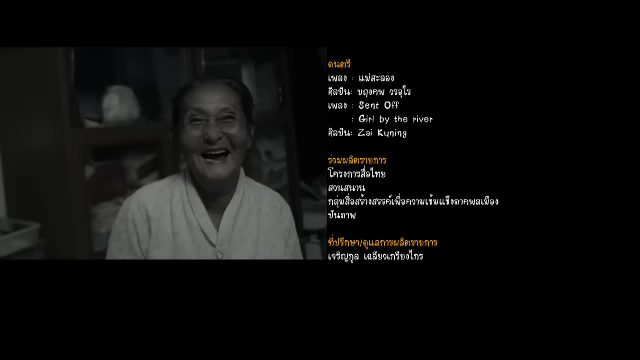 ดนตรี
เพลง : แม่สะลอง
ศิลปิน: บฤงคพ วรอุไร
เพลง : Sent Off
: Girl by the river
ศิลปิน: Zai Kuning
ร่วมผลิตรายการ
โครงการสื่อไทย
สวนสนาน
กลุ่มสื่อสร้างสรรค์เพื่อความเข้มแข็งภาคพลเมือง
ปันภาพ
ที่ปรึกษา/ดูแลการผลิตรายการ
เจริญกูล เฉลียวเกรียงไกร